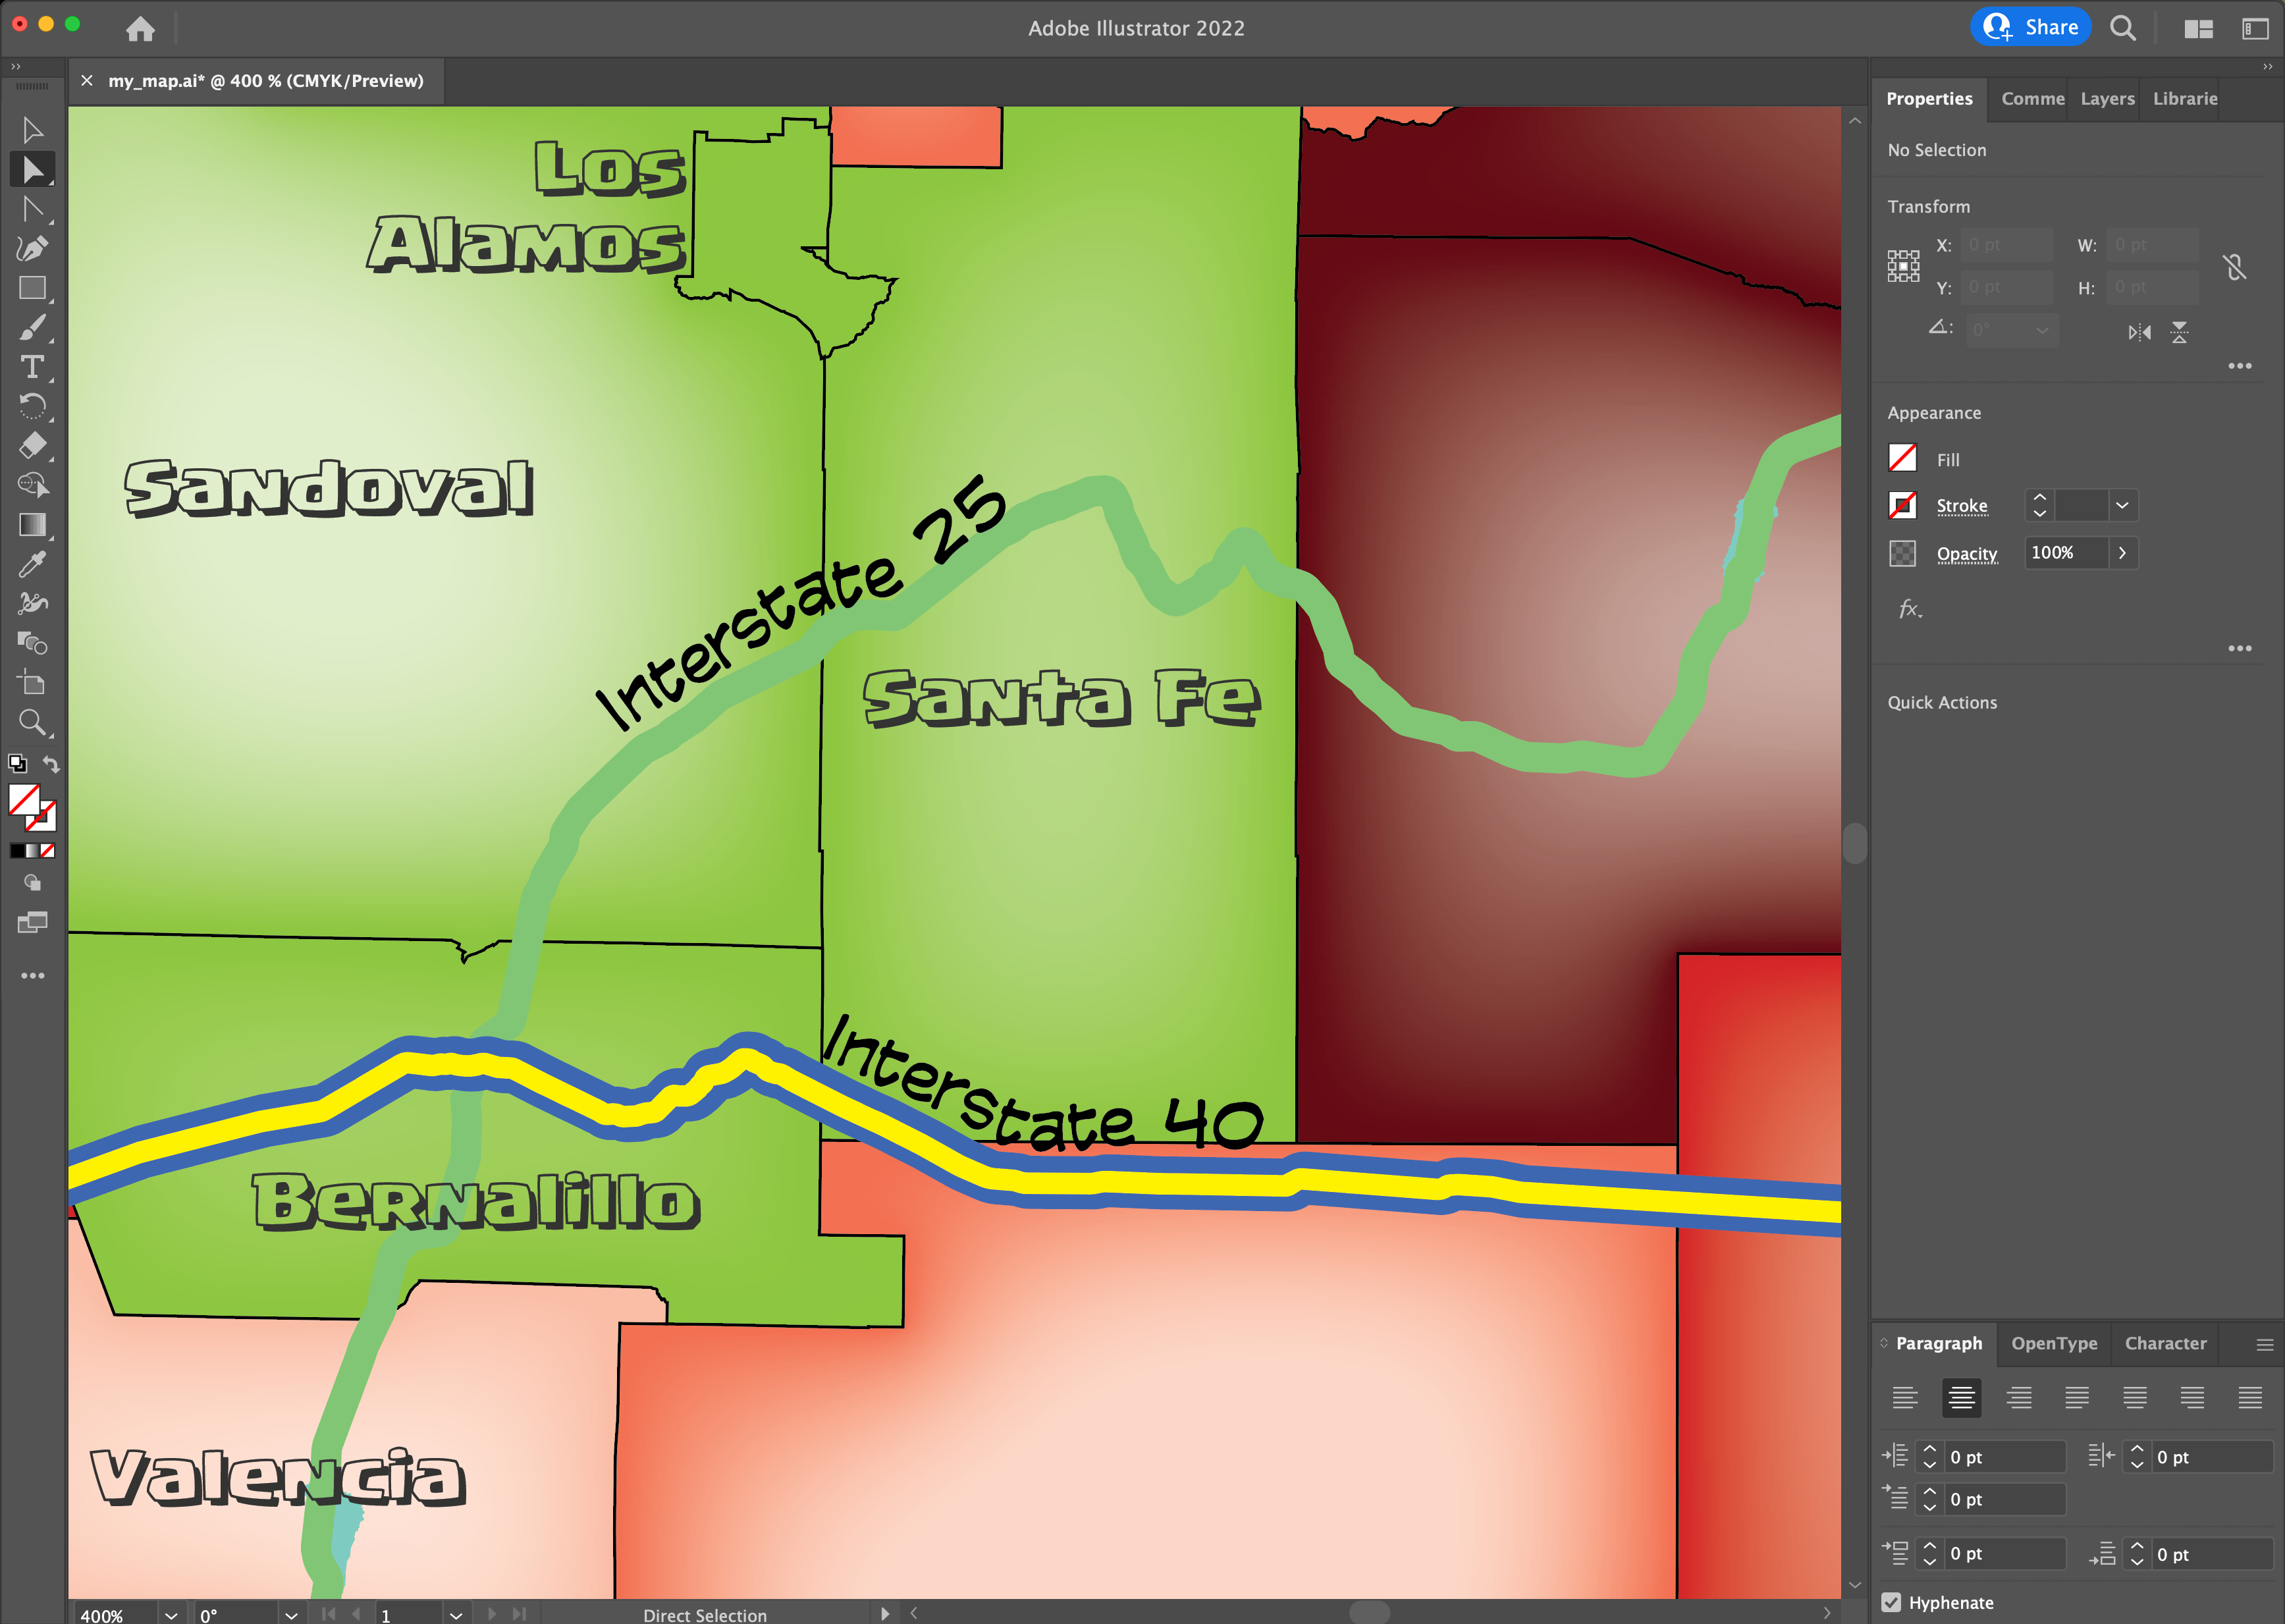 Adobe Illustrator 2022
Share
my_map.ai* @ 400 % (CMYK/Preview)
Properties Comme Layers Librarie
No Selection
Transform
X: 0 pt W: 0 pt
Y: 0 pt H: 0 pt
0°
Appearance
Fill
Stroke
Opacity 100%
fx
Quick Actions
Los
Alamos
Sandoval
Interstate 25
Santa Fe
Interstate 40
Bernalillo
Valencia
Paragraph OpenType Character
0 pt 0 pt
0 pt
0 pt 0 pt
Hyphenate
400% 0° 1 Direct Selection